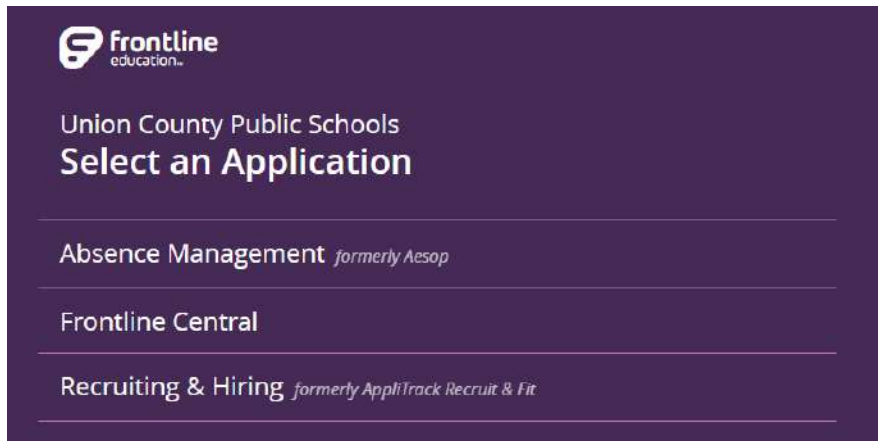 frontline
education™
Union County Public Schools
Select an Application
Absence Management formerly Aesop
Frontline Central
Recruiting & Hiring formerly AppliTrack Recruit & Fit